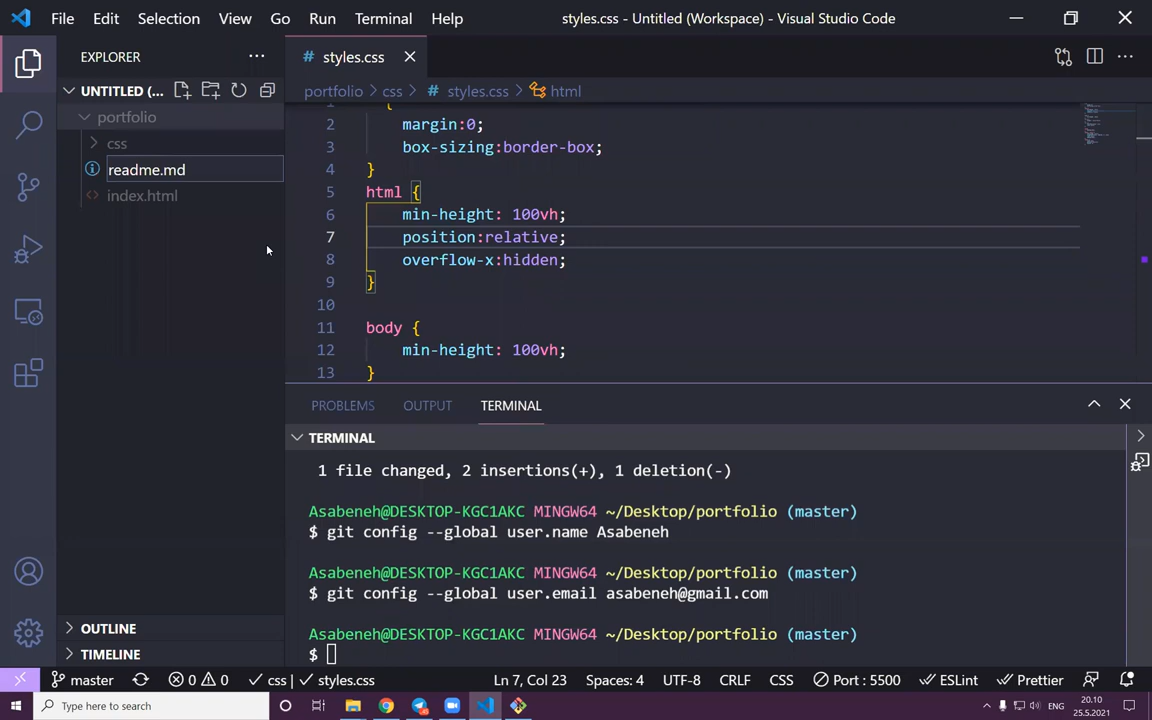 File Edit Selection View Go Run Terminal Help styles.css - Untitled (Workspace) - Visual Studio Code
EXPLORER
UNTITLED (...
portfolio
css
readme.md
index.html
OUTLINE
TIMELINE
# styles.css
portfolio > css > # styles.css > html
2 margin:0;
3 box-sizing:border-box;
4 }
5 html {
6 min-height: 100vh;
7 position:relative;
8 overflow-x:hidden;
9 }
10
11 body {
12 min-height: 100vh;
13 }
PROBLEMS OUTPUT TERMINAL
TERMINAL
1 file changed, 2 insertions(+), 1 deletion(-)
Asabeneh@DESKTOP-KGC1AKC MINGW64 ~/Desktop/portfolio (master)
$ git config --global user.name Asabeneh
Asabeneh@DESKTOP-KGC1AKC MINGW64 ~/Desktop/portfolio (master)
$ git config --global user.email asabeneh@gmail.com
Asabeneh@DESKTOP-KGC1AKC MINGW64 ~/Desktop/portfolio (master)
$
master 0 0 css | styles.css Ln 7, Col 23 Spaces: 4 UTF-8 CRLF CSS Port : 5500 ESLint Prettier
Type here to search
ENG
20.10
25.5.2021